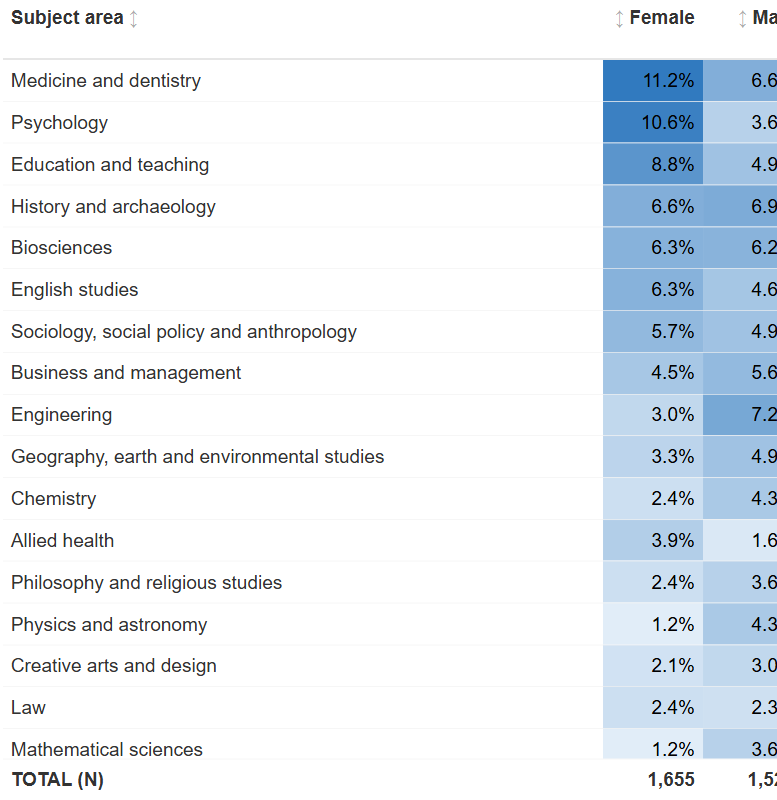 Subject area Female Ma
Medicine and dentistry 11.2% 6.6
Psychology 10.6% 3.6
Education and teaching 8.8% 4.9
History and archaeology 6.6% 6.9
Biosciences 6.3% 6.2
English studies 6.3% 4.6
Sociology, social policy and anthropology 5.7% 4.9
Business and management 4.5% 5.6
Engineering 3.0% 7.2
Geography, earth and environmental studies 3.3% 4.9
Chemistry 2.4% 4.3
Allied health 3.9% 1.6
Philosophy and religious studies 2.4% 3.6
Physics and astronomy 1.2% 4.3
Creative arts and design 2.1% 3.0
Law 2.4% 2.3
Mathematical sciences 1.2% 3.6
TOTAL (N) 1,655 1,52